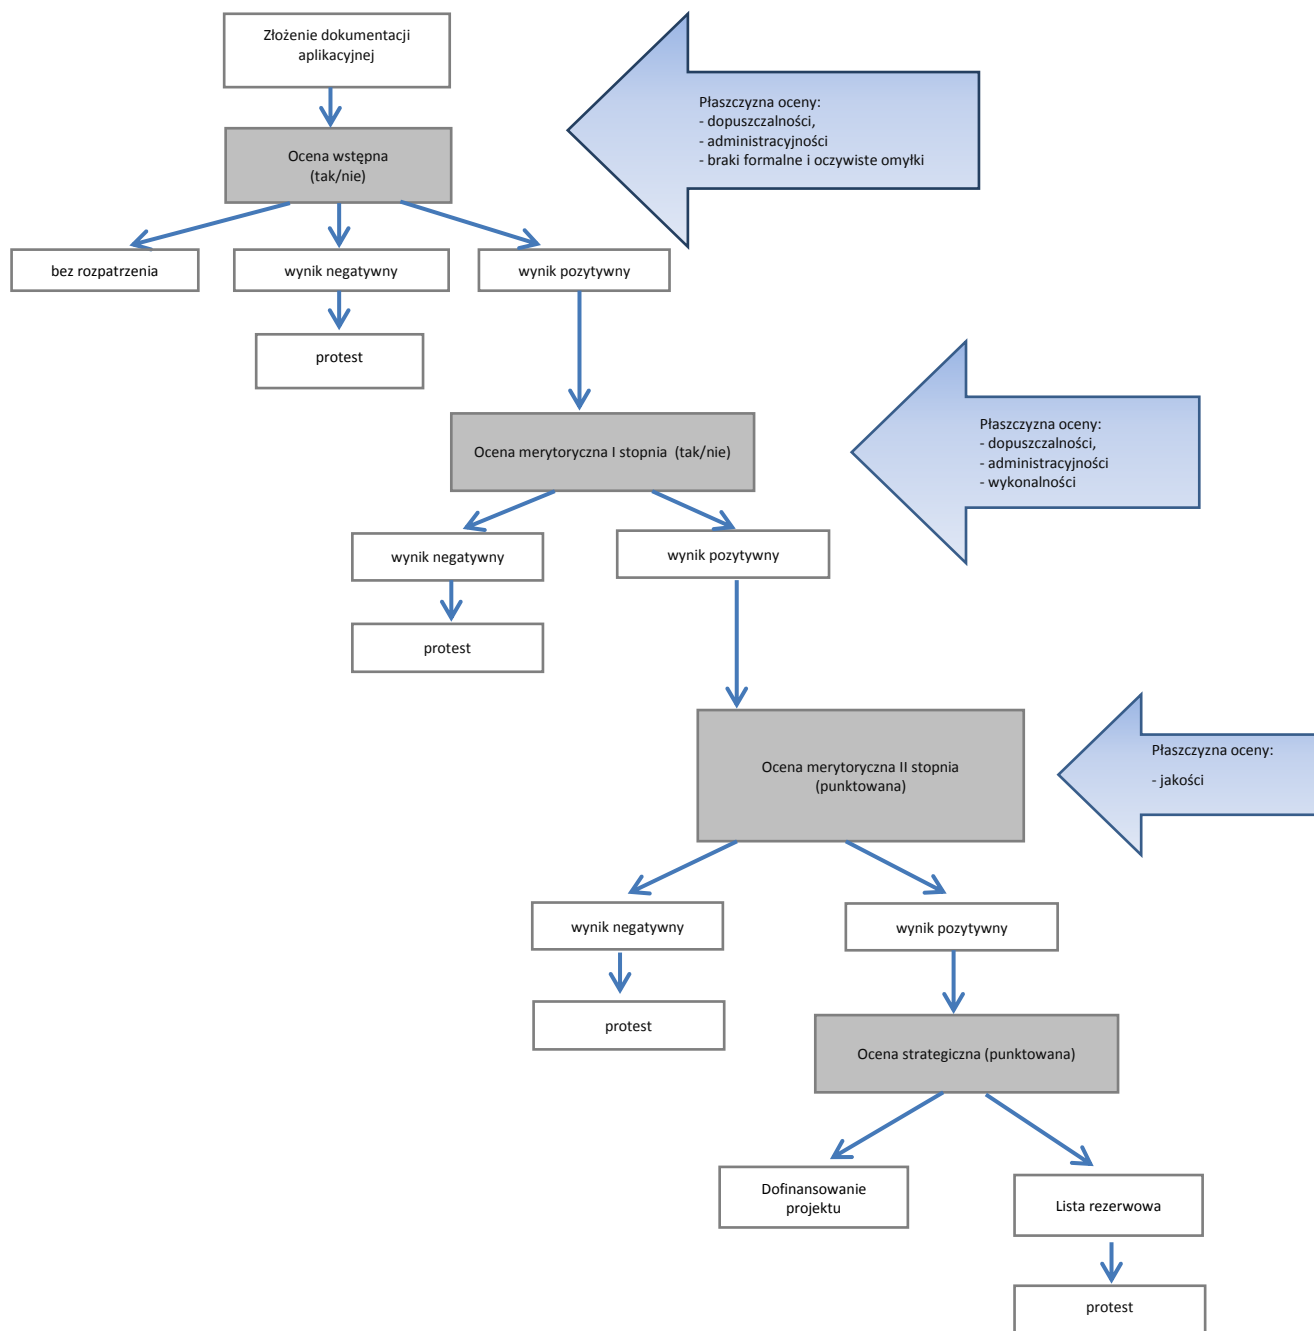 Złożenie dokumentacji
aplikacyjnej
Płaszczyzna oceny:
- dopuszczalności,
- administracyjności
- braki formalne i oczywiste omyłki
Ocena wstępna
(tak/nie)
bez rozpatrzenia
wynik negatywny
wynik pozytywny
protest
Płaszczyzna oceny:
- dopuszczalności,
- administracyjności
- wykonalności
Ocena merytoryczna I stopnia  (tak/nie)
wynik negatywny
wynik pozytywny
protest
Płaszczyzna oceny:
- jakości
Ocena merytoryczna II stopnia
(punktowana)
wynik negatywny
wynik pozytywny
protest
Ocena strategiczna (punktowana)
Dofinansowanie
projektu
Lista rezerwowa
protest